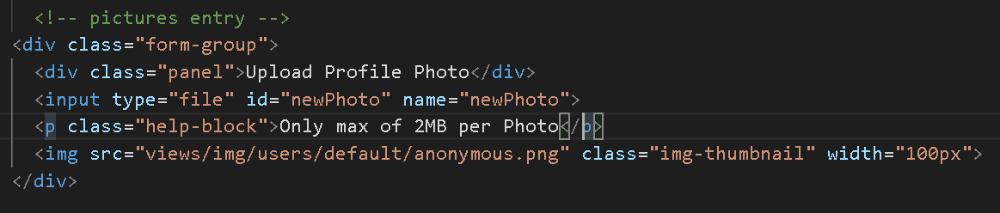 <!-- pictures entry -->
<div class="form-group">
<div class="panel">Upload Profile Photo</div>
<input type="file" id="newPhoto" name="newPhoto">
<p class="help-block">Only max of 2MB per Photo</p>
<img src="views/img/users/default/anonymous.png" class="img-thumbnail" width="100px">
</div>